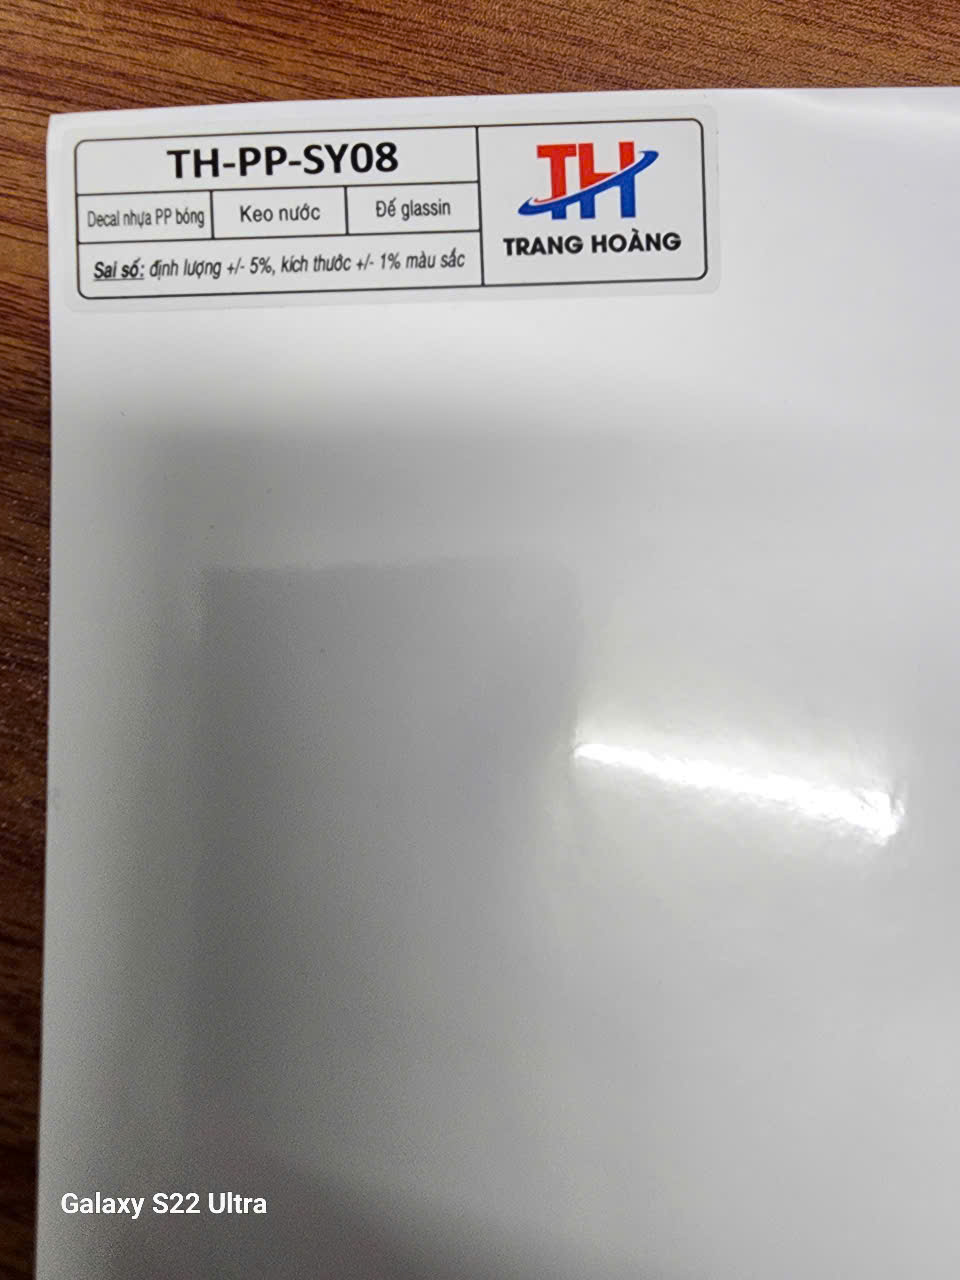 TH-PP-SY08
Decal nhựa PP bóng
Keo nước
Đế glassin
Sai số: định lượng +/- 5%, kích thước +/- 1% màu sắc
TH
TRANG HOÀNG
Galaxy S22 Ultra